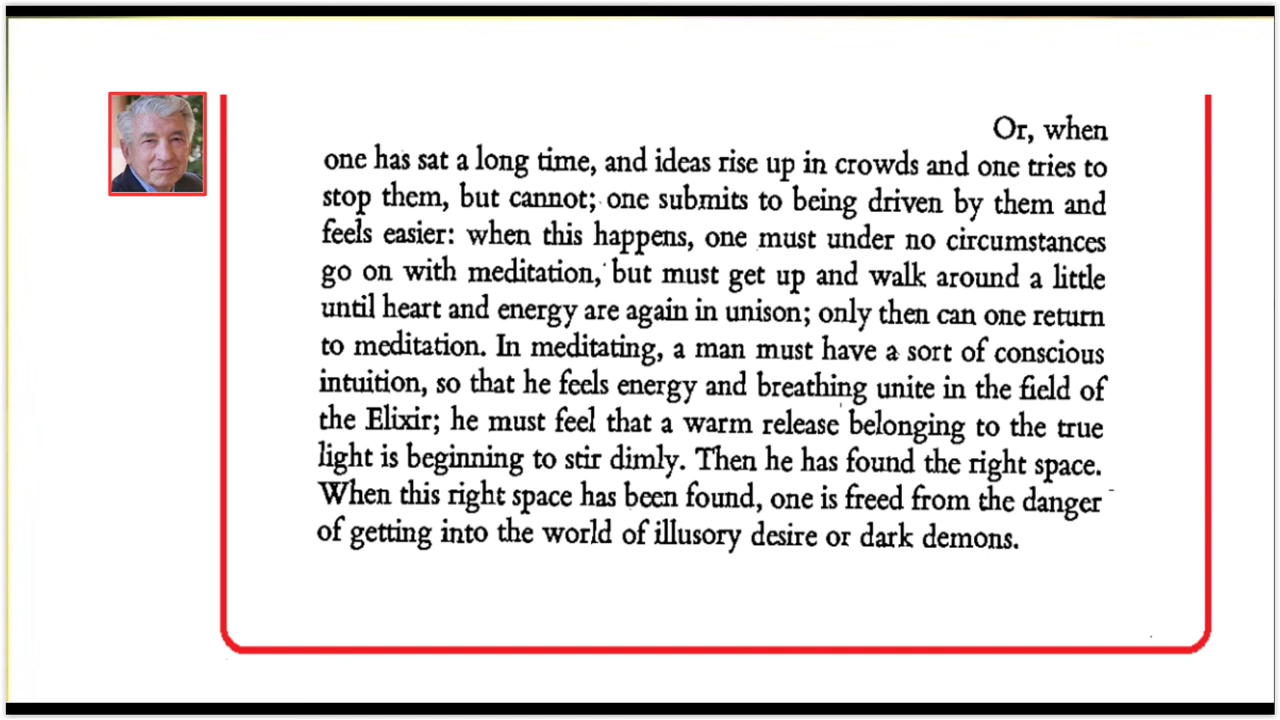 Or, when
one has sat a long time, and ideas rise up in crowds and one tries to
stop them, but cannot; one submits to being driven by them and
feels easier: when this happens, one must under no circumstances
go on with meditation, but must get up and walk around a little
until heart and energy are again in unison; only then can one return
to meditation. In meditating, a man must have a sort of conscious
intuition, so that he feels energy and breathing unite in the field of
the Elixir; he must feel that a warm release belonging to the true
light is beginning to stir dimly. Then he has found the right space.
When this right space has been found, one is freed from the danger
of getting into the world of illusory desire or dark demons.